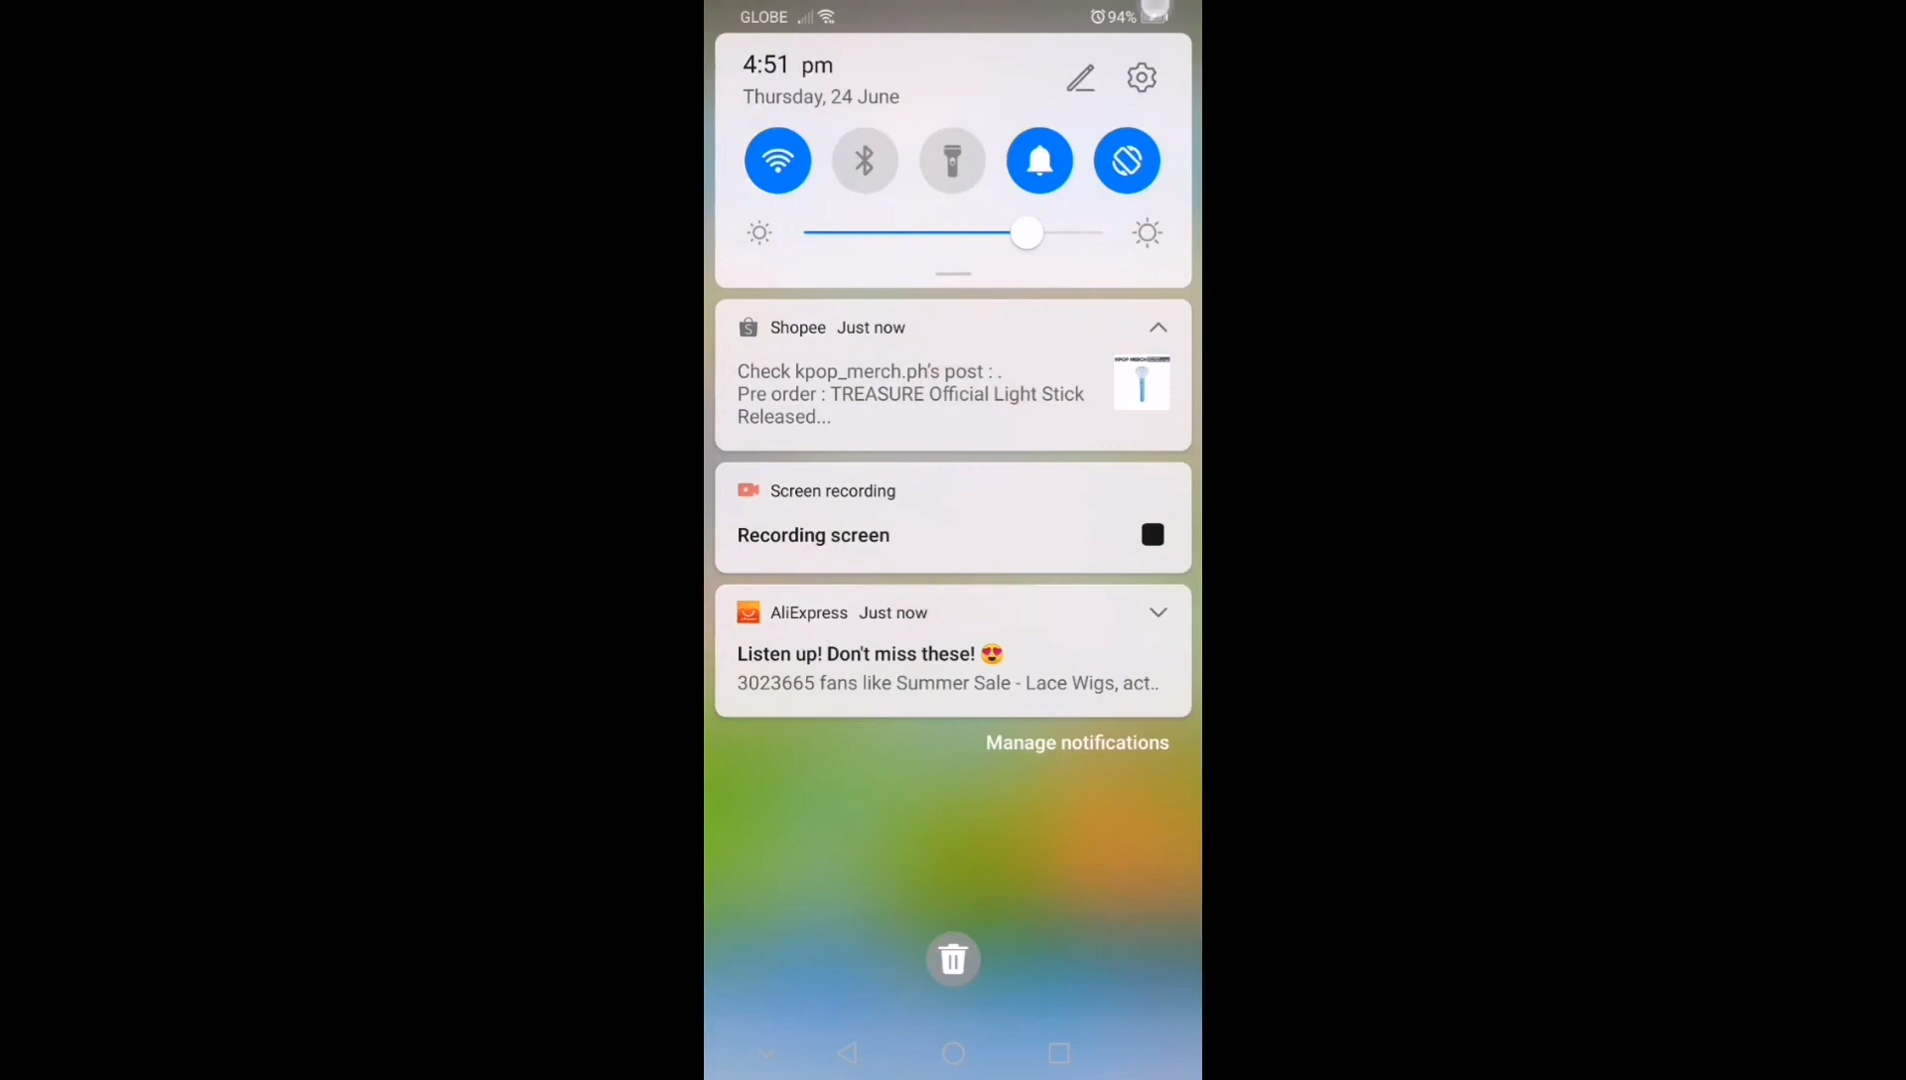 GLOBE 94%
4:51 pm
Thursday, 24 June
Shopee Just now
Check kpop_merch.ph's post : .
Pre order : TREASURE Official Light Stick
Released...
Screen recording
Recording screen
AliExpress Just now
Listen up! Don't miss these! 😍
3023665 fans like Summer Sale - Lace Wigs, act..
Manage notifications